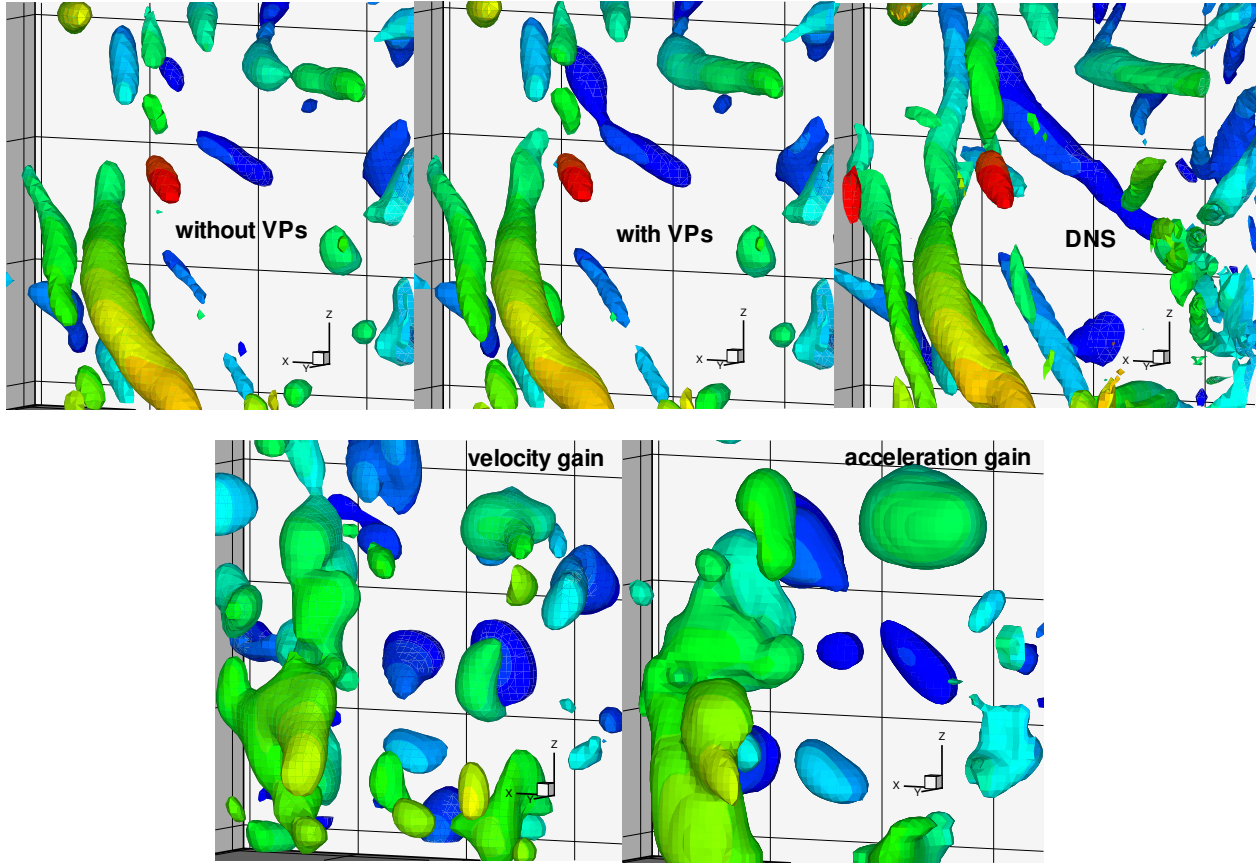 without VPs
Z
X
Y
with VPs
Z
X
Y
DNS
Z
X
Y
velocity gain
Z
X
Y
acceleration gain
Z
X
Y